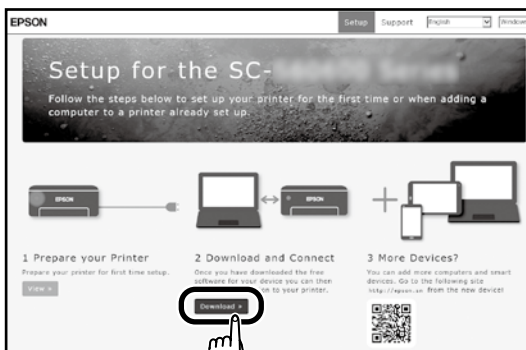 EPSON
Setup Support English Windows
Setup for the SC-
Follow the steps below to set up your printer for the first time or when adding a
computer to a printer already set up.
EPSON
EPSON
1 Prepare your Printer
Prepare your printer for first time setup.
View >
2 Download and Connect
Once you have downloaded the free
software for your device you can then
on to your printer.
Download >
3 More Devices?
You can add more computers and smart
devices. Go to the following site
http://epson.sn from the new device!